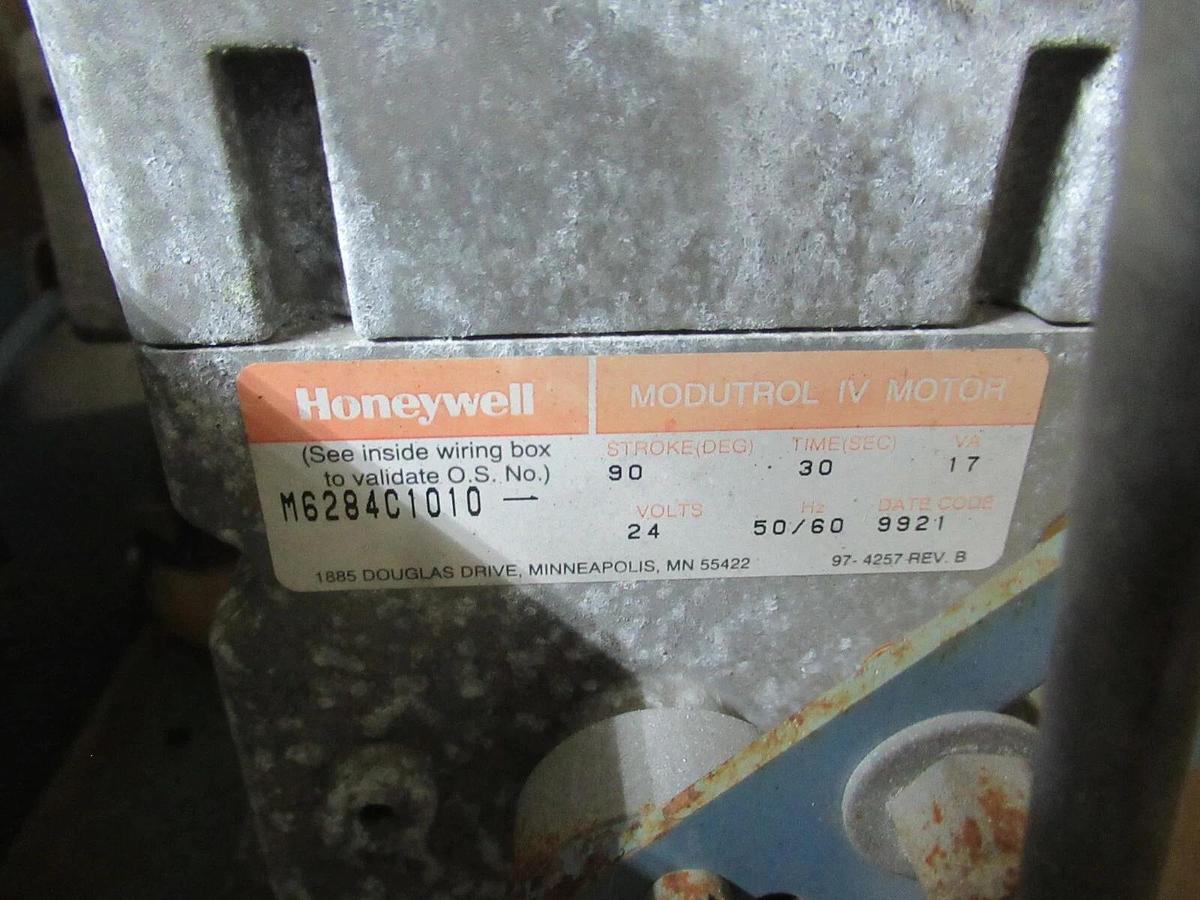 Honeywell
MODUTROL IV MOTOR
(See inside wiring box
to validate O.S. No.)
M6284C1010 —
STROKE(DEG) TIME(SEC) VA
90 30 17
VOLTS Hz DATE CODE
24 50/60 9921
1885 DOUGLAS DRIVE, MINNEAPOLIS, MN 55422
97-4257 REV. B